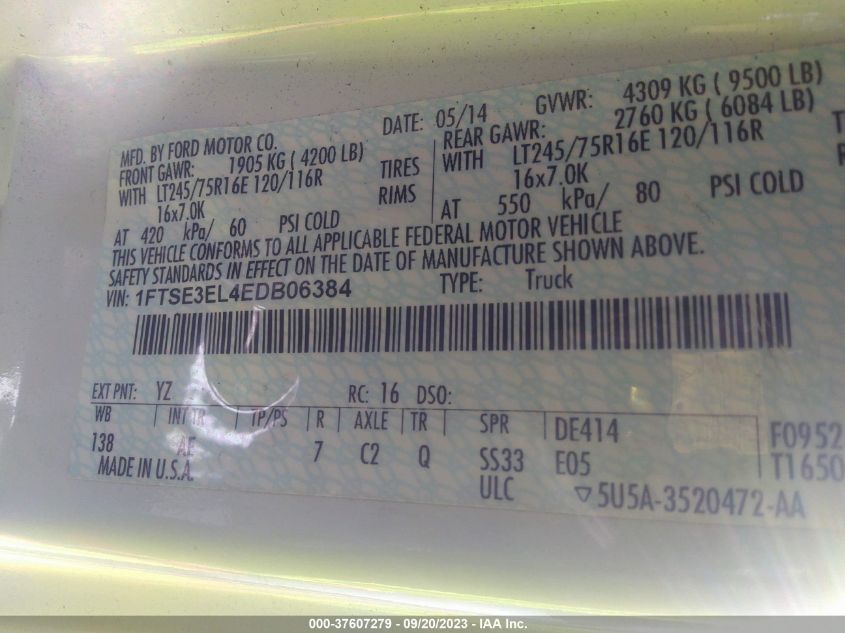 MFD. BY FORD MOTOR CO. DATE: 05/14 GVWR: 4309 KG ( 9500 LB)
FRONT GAWR: 1905 KG ( 4200 LB) REAR GAWR: 2760 KG ( 6084 LB)
WITH LT245/75R16E 120/116R TIRES WITH LT245/75R16E 120/116R
16x7.0K RIMS 16x7.0K
AT 420 kPa/ 60 PSI COLD AT 550 kPa/ 80 PSI COLD
THIS VEHICLE CONFORMS TO ALL APPLICABLE FEDERAL MOTOR VEHICLE
SAFETY STANDARDS IN EFFECT ON THE DATE OF MANUFACTURE SHOWN ABOVE.
VIN: 1FTSE3EL4EDB06384 TYPE: Truck
EXT PNT: YZ RC: 16 DSO:
WB INT TR TP/PS R AXLE TR SPR DE414 F0952
138 AE 7 C2 Q SS33 E05 T1650
MADE IN U.S.A. ULC ▽5U5A-3520472-AA
000-37607279 - 09/20/2023 - IAA Inc.